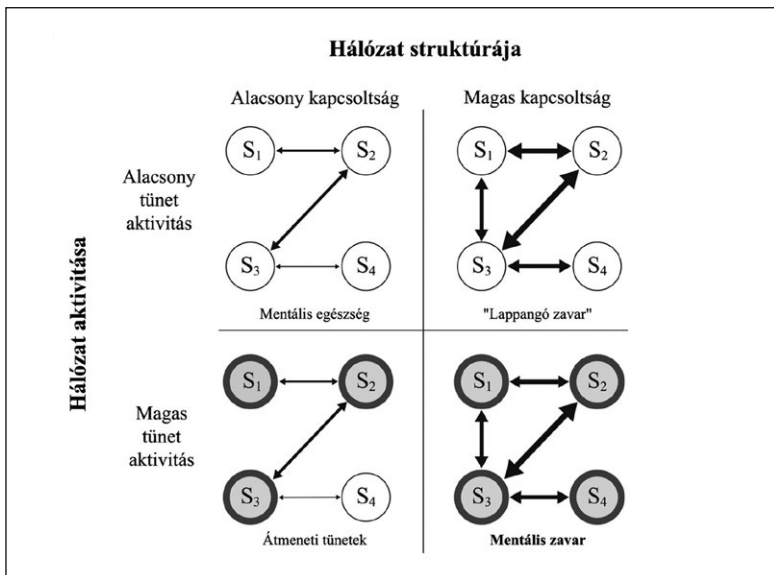 Hálózat struktúrája
Alacsony kapcsoltság
Magas kapcsoltság
Hálózat aktivitása
Alacsony
tünet
aktivitás
S1
S2
S3
S4
Mentális egészség
S1
S2
S3
S4
"Lappangó zavar"
Magas
tünet
aktivitás
S1
S2
S3
S4
Átmeneti tünetek
S1
S2
S3
S4
Mentális zavar